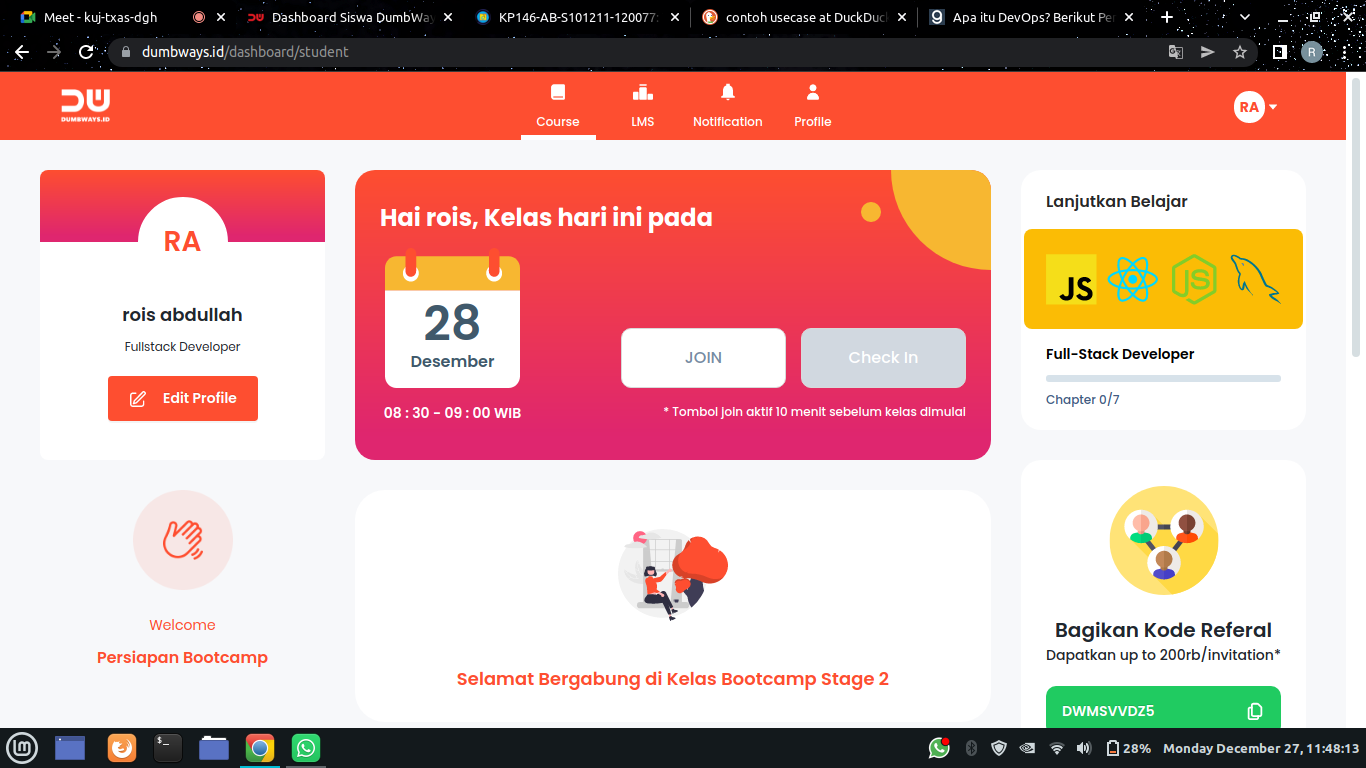 Meet - kuj-txas-dgh
Dashboard Siswa DumbWay
KP146-AB-S101211-120077
contoh usecase at DuckDuck
Apa itu DevOps? Berikut Per
dumbways.id/dashboard/student
R
DUMBWAYS.ID
Course
LMS
Notification
Profile
RA
RA
rois abdullah
Fullstack Developer
Edit Profile
Welcome
Persiapan Bootcamp
Hai rois, Kelas hari ini pada
28
Desember
08 : 30 - 09 : 00 WIB
JOIN
Check In
* Tombol join aktif 10 menit sebelum kelas dimulai
Selamat Bergabung di Kelas Bootcamp Stage 2
Lanjutkan Belajar
JS
Full-Stack Developer
Chapter 0/7
Bagikan Kode Referal
Dapatkan up to 200rb/invitation*
DWMSVVDZ5
28%
Monday December 27, 11:48:13